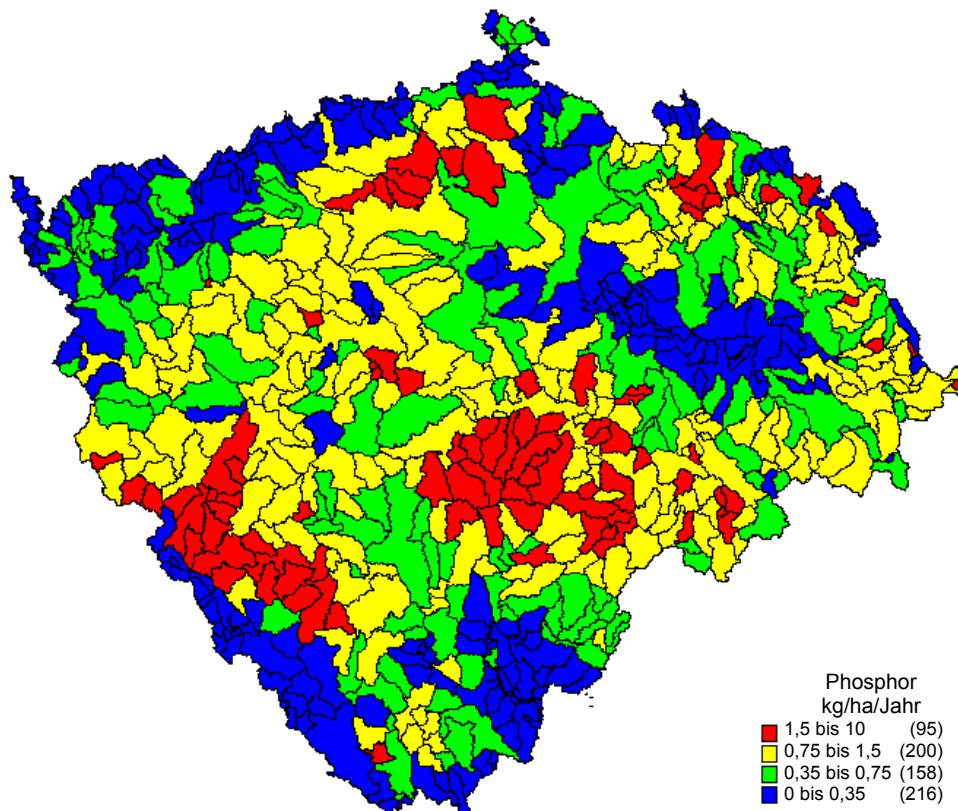 Phosphor
kg/ha/Jahr
1,5 bis 10 (95)
0,75 bis 1,5 (200)
0,35 bis 0,75 (158)
0 bis 0,35 (216)